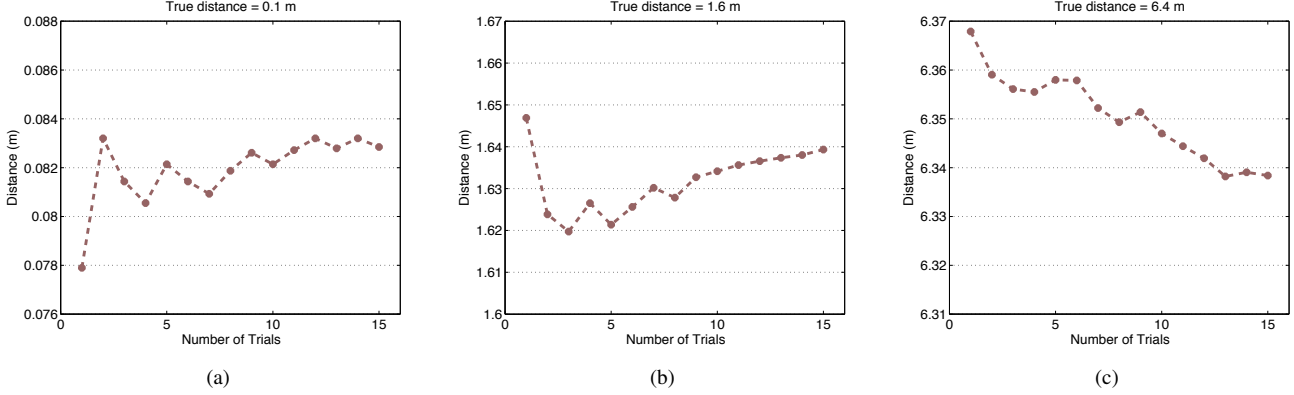 True distance = 0.1 m
0.088
0.086
0.084
0.082
0.08
0.078
0.076
Distance (m)
0
5
10
15
Number of Trials
(a)
True distance = 1.6 m
1.67
1.66
1.65
1.64
1.63
1.62
1.61
1.6
Distance (m)
0
5
10
15
Number of Trials
(b)
True distance = 6.4 m
6.37
6.36
6.35
6.34
6.33
6.32
6.31
Distance (m)
0
5
10
15
Number of Trials
(c)